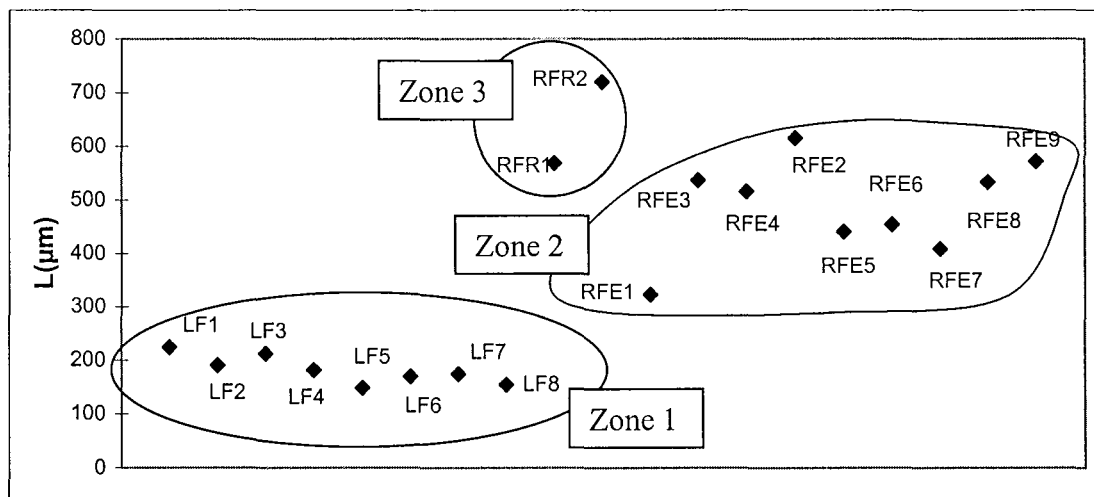 800
700
600
500
400
300
200
100
0
L(µm)
Zone 3
RFR2
RFR1
Zone 2
RFE1
RFE3
RFE4
RFE2
RFE5
RFE6
RFE7
RFE8
RFE9
LF1
LF2
LF3
LF4
LF5
LF6
LF7
LF8
Zone 1